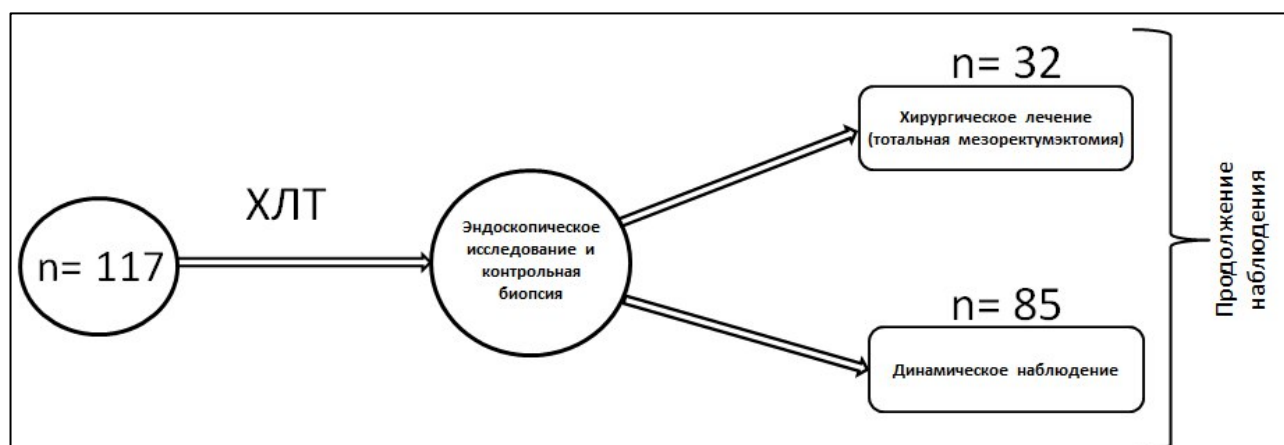 n= 117
ХЛТ
Эндоскопическое
исследование и
контрольная
биопсия
n= 32
Хирургическое лечение
(тотальная мезоректумэктомия)
n= 85
Динамическое наблюдение
Продолжение
наблюдения